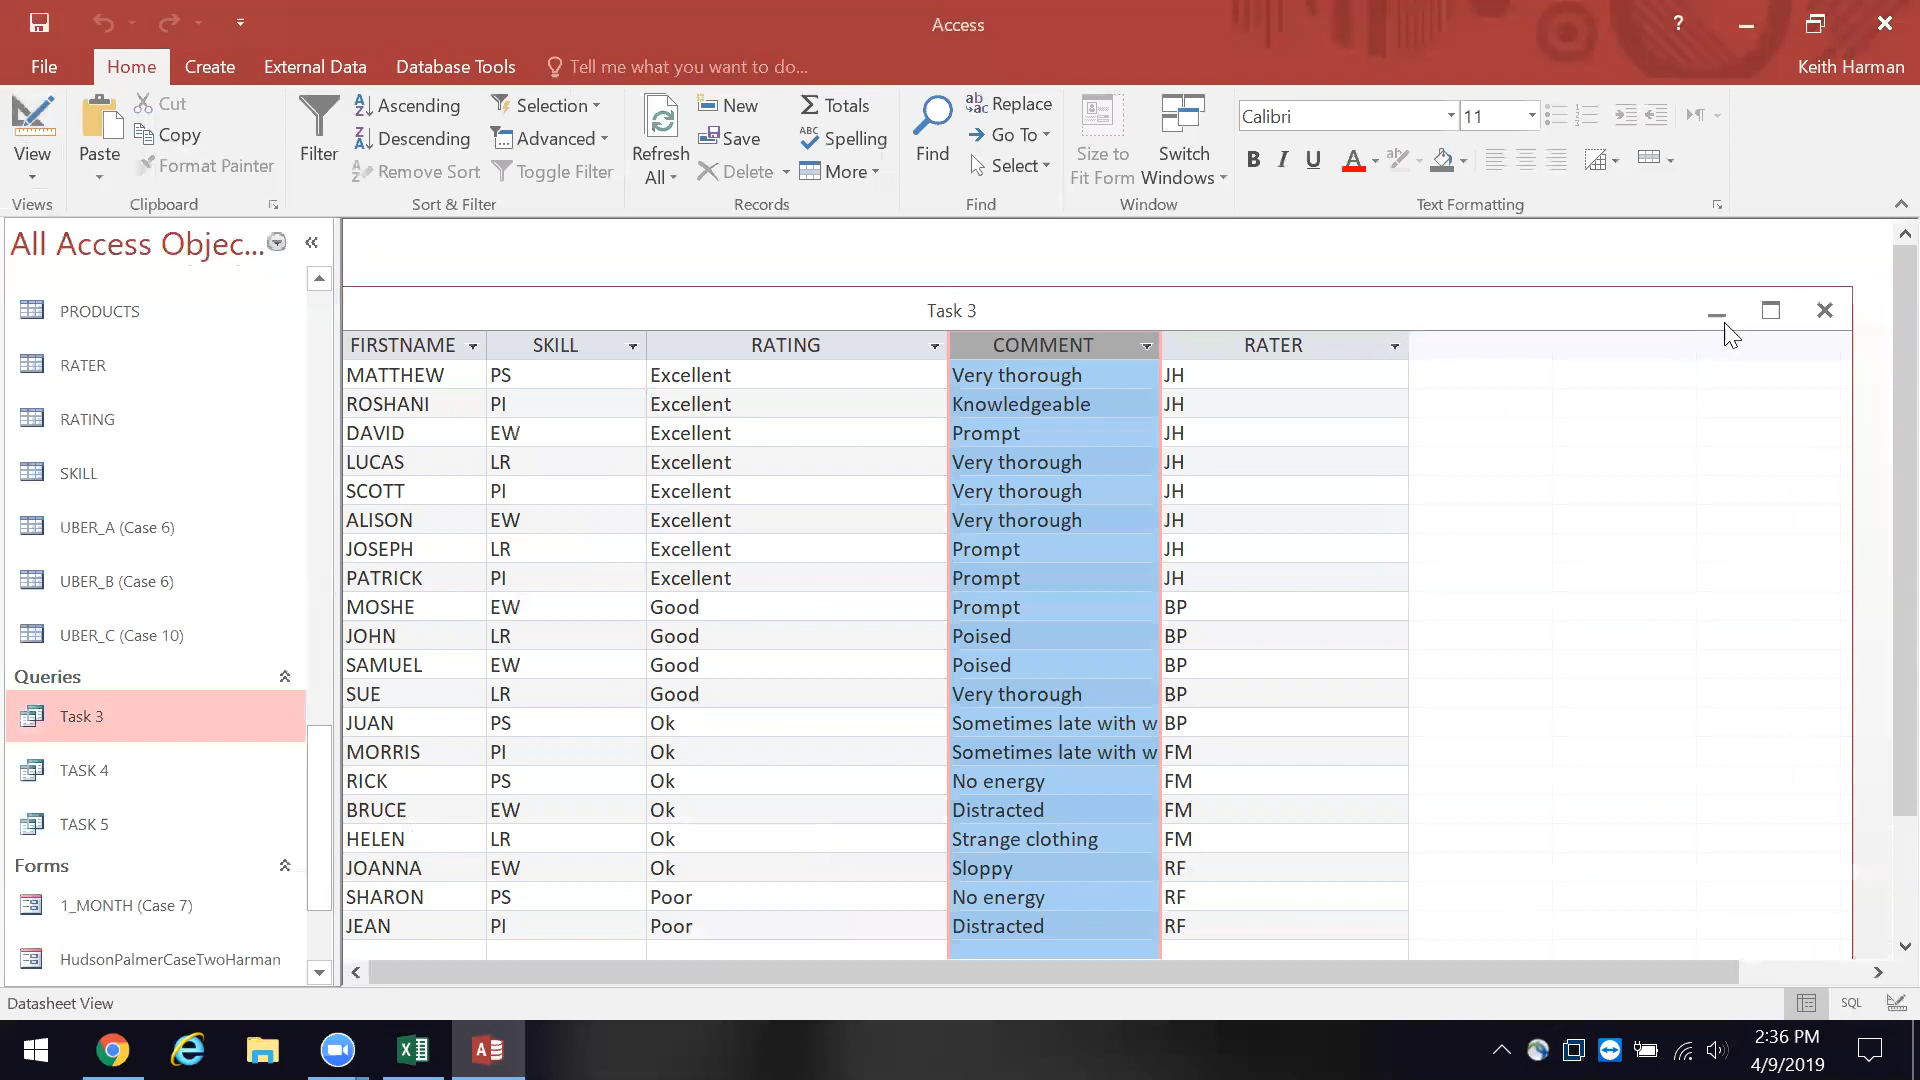 Access
File Home Create External Data Database Tools Tell me what you want to do... Keith Harman
View
Views
Paste
Cut
Copy
Format Painter
Clipboard
Filter
Ascending
Descending
Remove Sort
Selection
Advanced
Toggle Filter
Sort & Filter
Refresh All
New
Save
Delete
Totals
Spelling
More
Records
Find
Replace
Go To
Select
Find
Size to Fit Form
Switch Windows
Window
Calibri 11
B I U A
Text Formatting
All Access Objec...
PRODUCTS
RATER
RATING
SKILL
UBER_A (Case 6)
UBER_B (Case 6)
UBER_C (Case 10)
Queries
Task 3
TASK 4
TASK 5
Forms
1_MONTH (Case 7)
HudsonPalmerCaseTwoHarman
Task 3
FIRSTNAME SKILL RATING COMMENT RATER
MATTHEW PS Excellent Very thorough JH
ROSHANI PI Excellent Knowledgeable JH
DAVID EW Excellent Prompt JH
LUCAS LR Excellent Very thorough JH
SCOTT PI Excellent Very thorough JH
ALISON EW Excellent Very thorough JH
JOSEPH LR Excellent Prompt JH
PATRICK PI Excellent Prompt JH
MOSHE EW Good Prompt BP
JOHN LR Good Poised BP
SAMUEL EW Good Poised BP
SUE LR Good Very thorough BP
JUAN PS Ok Sometimes late with w BP
MORRIS PI Ok Sometimes late with w FM
RICK PS Ok No energy FM
BRUCE EW Ok Distracted FM
HELEN LR Ok Strange clothing FM
JOANNA EW Ok Sloppy RF
SHARON PS Poor No energy RF
JEAN PI Poor Distracted RF
Datasheet View
SQL
2:36 PM
4/9/2019